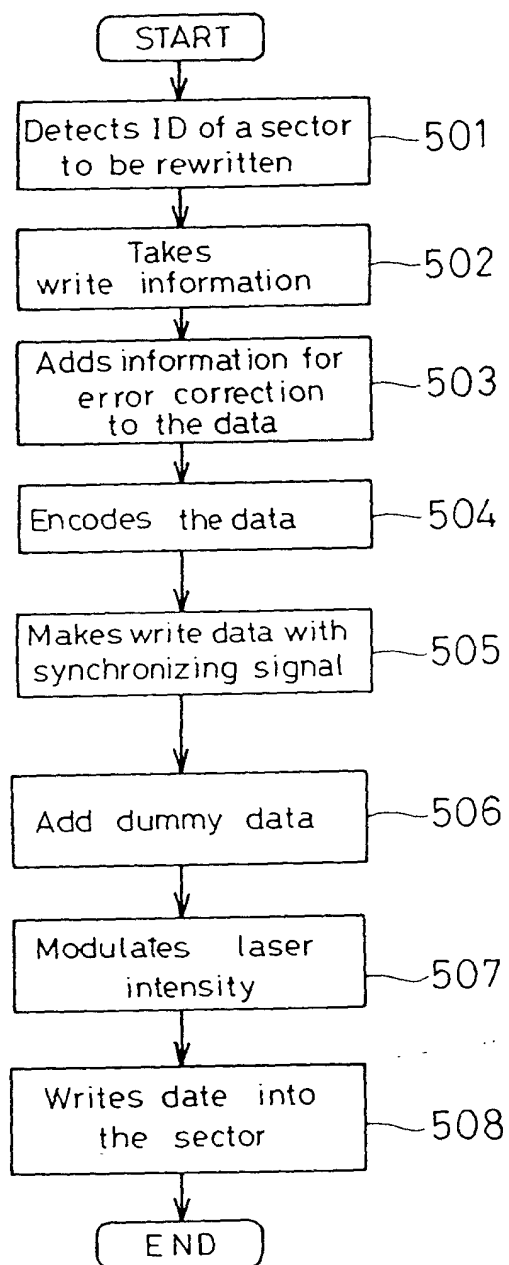 START
Detects ID of a sector
to be rewritten
501
Takes
write information
502
Adds information for
error correction
to the data
503
Encodes the data
504
Makes write data with
synchronizing signal
505
Add dummy data
506
Modulates laser
intensity
507
Writes date into
the sector
508
END